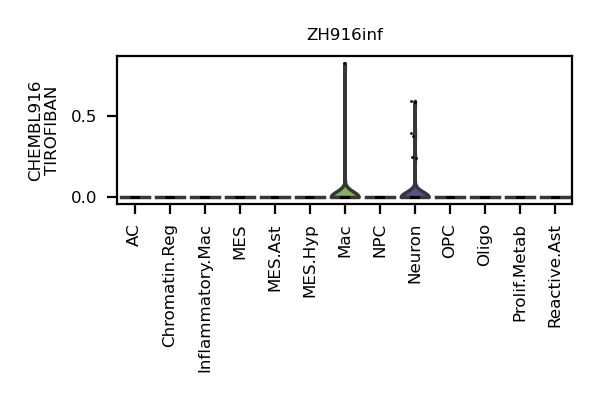 ZH916inf
CHEMBL916
TIROFIBAN
0.5
0.0
AC
Chromatin.Reg
Inflammatory.Mac
MES
MES.Ast
MES.Hyp
Mac
NPC
Neuron
OPC
Oligo
Prolif.Metab
Reactive.Ast